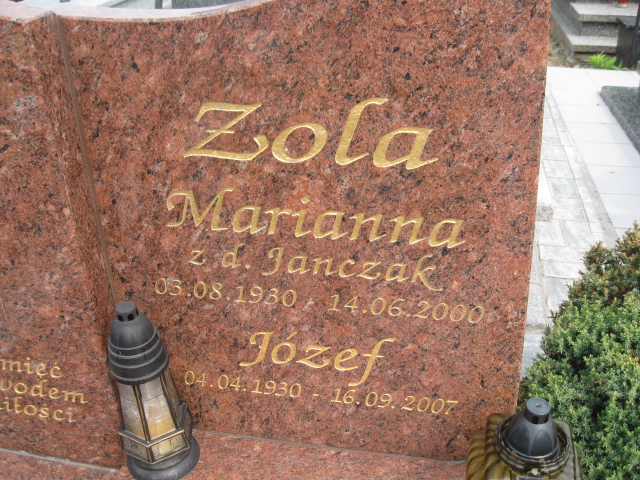 Zola
Marianna
z d. Janczak
03.08.1930 - 14.06.2000
Józef
04.04.1930 - 16.09.2007